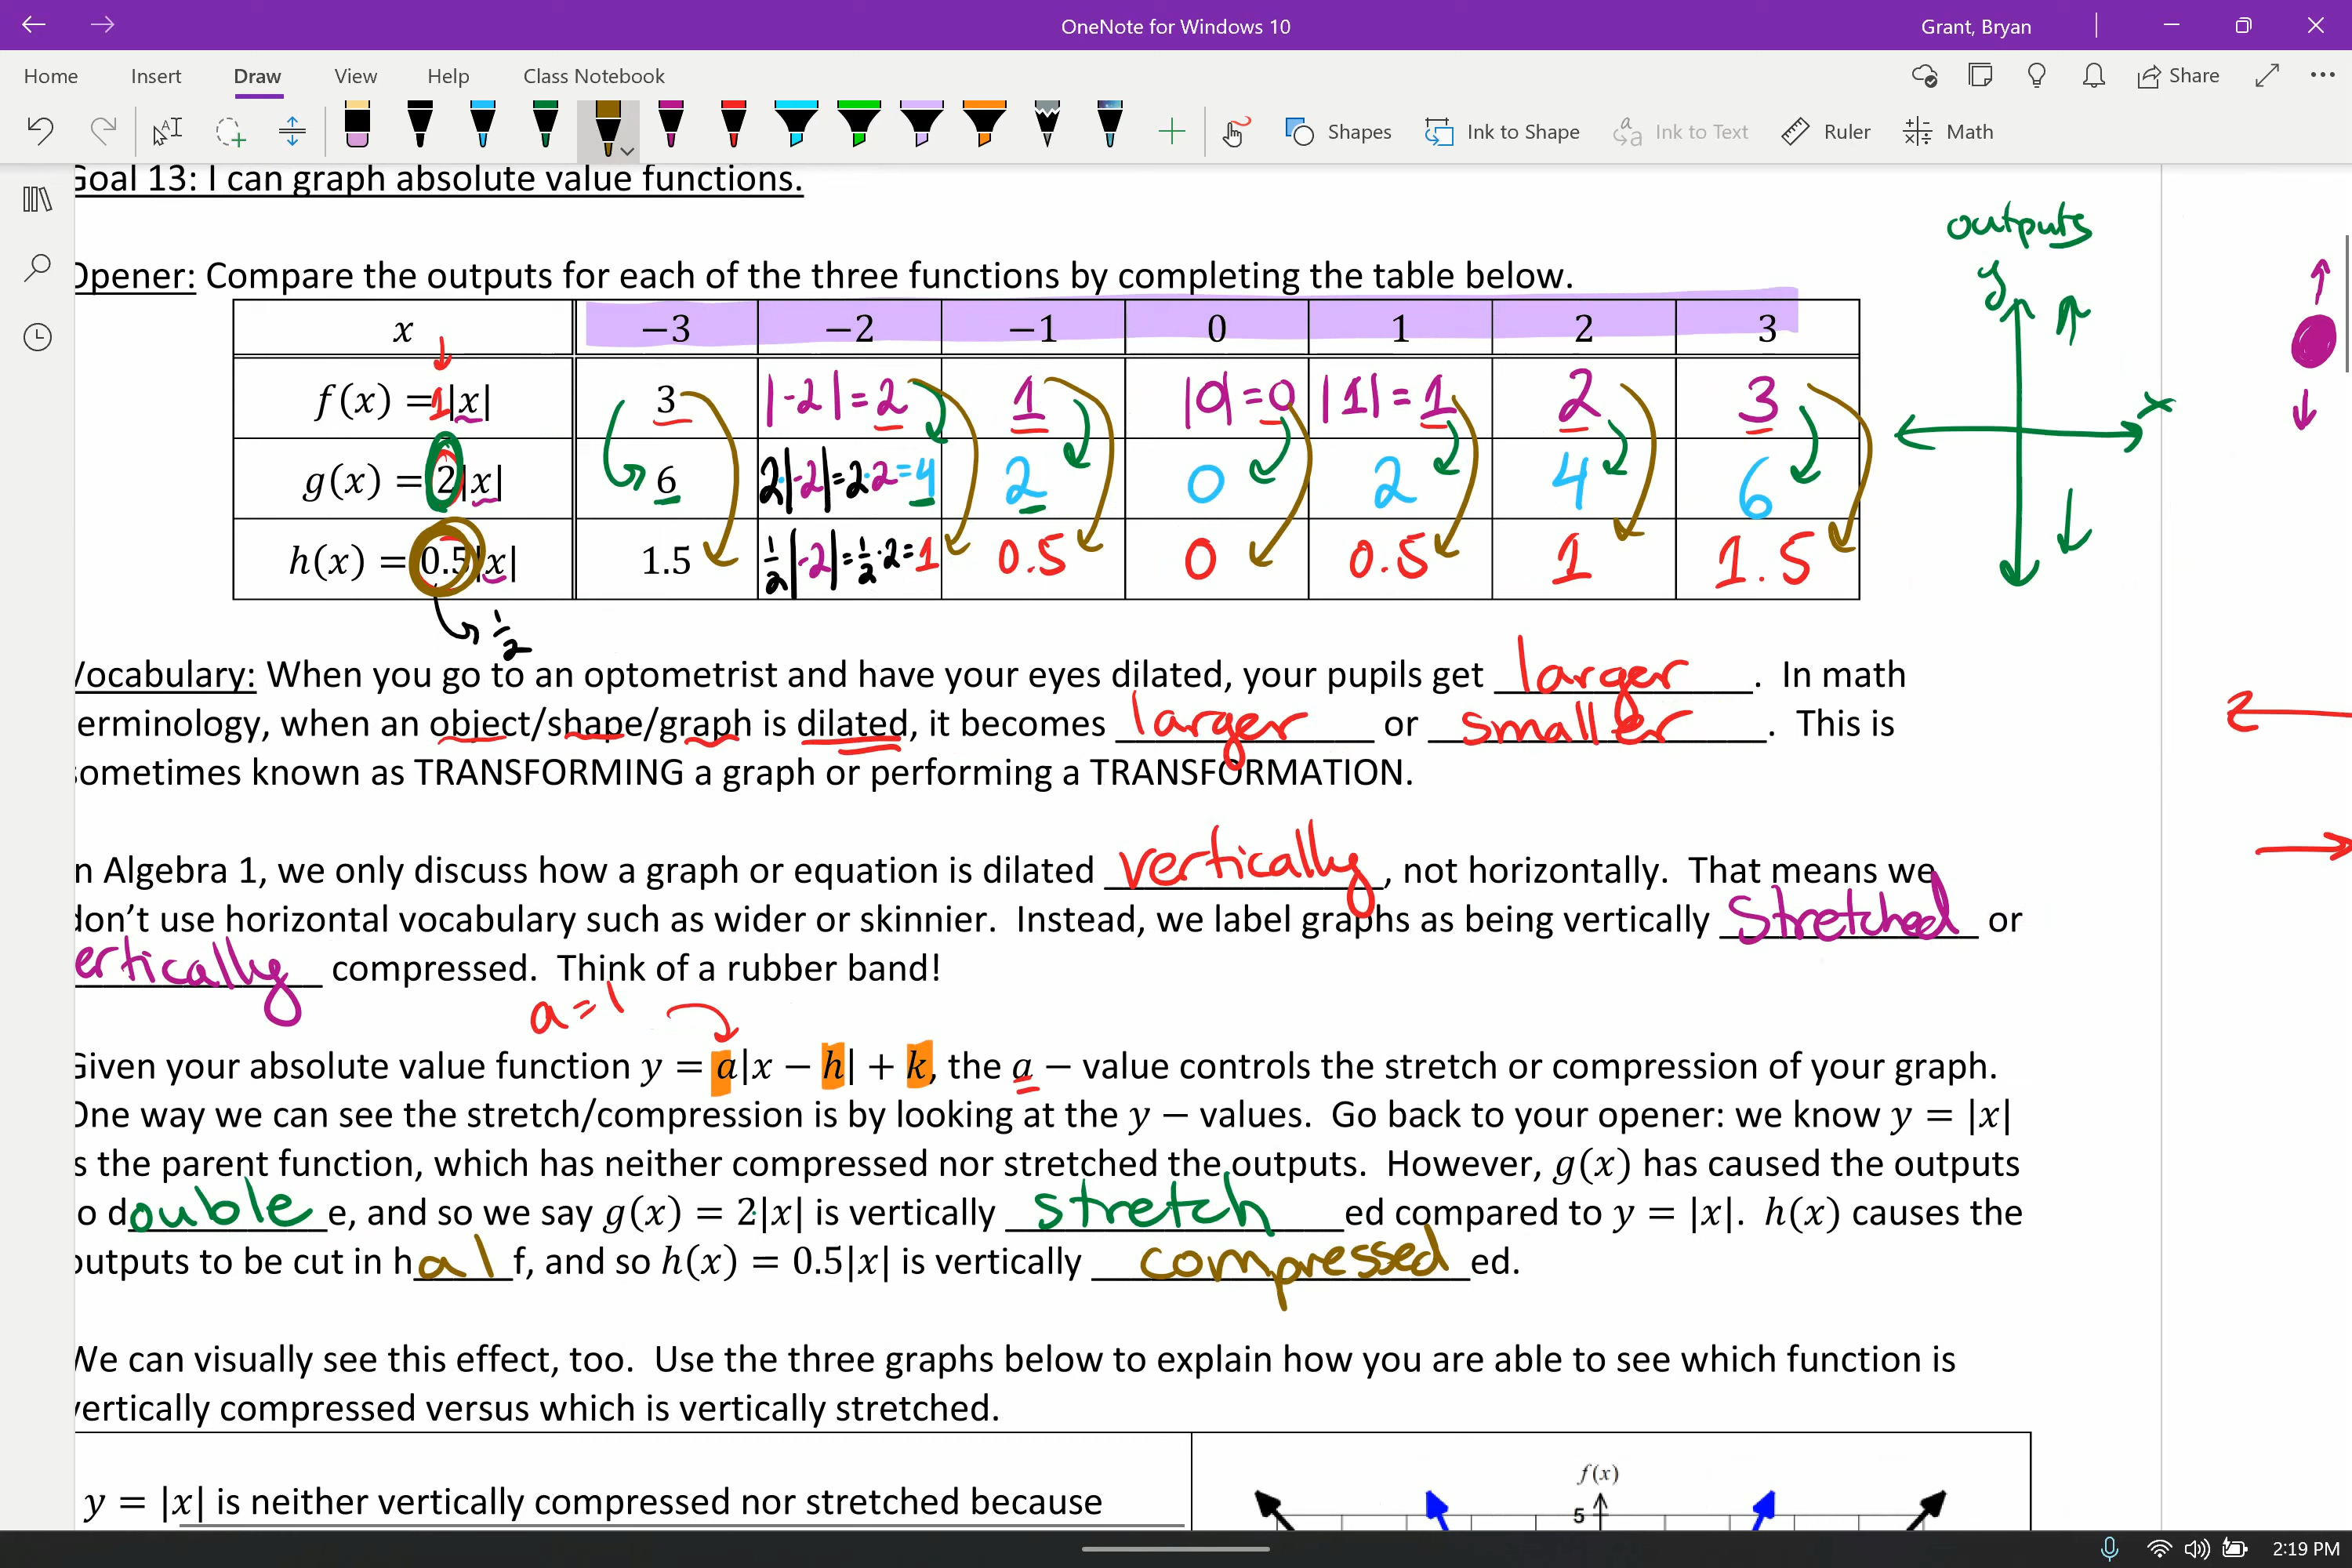 OneNote for Windows 10
Grant, Bryan
Home Insert Draw View Help Class Notebook Share
Shapes Ink to Shape Ink to Text Ruler Math
Goal 13: I can graph absolute value functions.
outputs
y
x
Opener: Compare the outputs for each of the three functions by completing the table below.
x −3 −2 −1 0 1 2 3
f(x) = 1|x| 3 |-2| = 2 1 |0| = 0 |1| = 1 2 3
g(x) = 2|x| 6 2·|-2| = 2·2 = 4 2 0 2 4 6
h(x) = 0.5|x| 1.5 1/2|-2| = 1/2·2 = 1 0.5 0 0.5 1 1.5
1/2
Vocabulary: When you go to an optometrist and have your eyes dilated, your pupils get larger. In math
erminology, when an object/shape/graph is dilated, it becomes larger or smaller. This is
sometimes known as TRANSFORMING a graph or performing a TRANSFORMATION.
n Algebra 1, we only discuss how a graph or equation is dilated vertically, not horizontally. That means we
don't use horizontal vocabulary such as wider or skinnier. Instead, we label graphs as being vertically stretched or
ertically compressed. Think of a rubber band!
a = 1
Given your absolute value function y = a|x − h| + k, the a − value controls the stretch or compression of your graph.
One way we can see the stretch/compression is by looking at the y − values. Go back to your opener: we know y = |x|
s the parent function, which has neither compressed nor stretched the outputs. However, g(x) has caused the outputs
o double e, and so we say g(x) = 2·|x| is vertically stretch ed compared to y = |x|. h(x) causes the
outputs to be cut in half, and so h(x) = 0.5|x| is vertically compressed ed.
We can visually see this effect, too. Use the three graphs below to explain how you are able to see which function is
vertically compressed versus which is vertically stretched.
y = |x| is neither vertically compressed nor stretched because
f(x)
5
2:19 PM